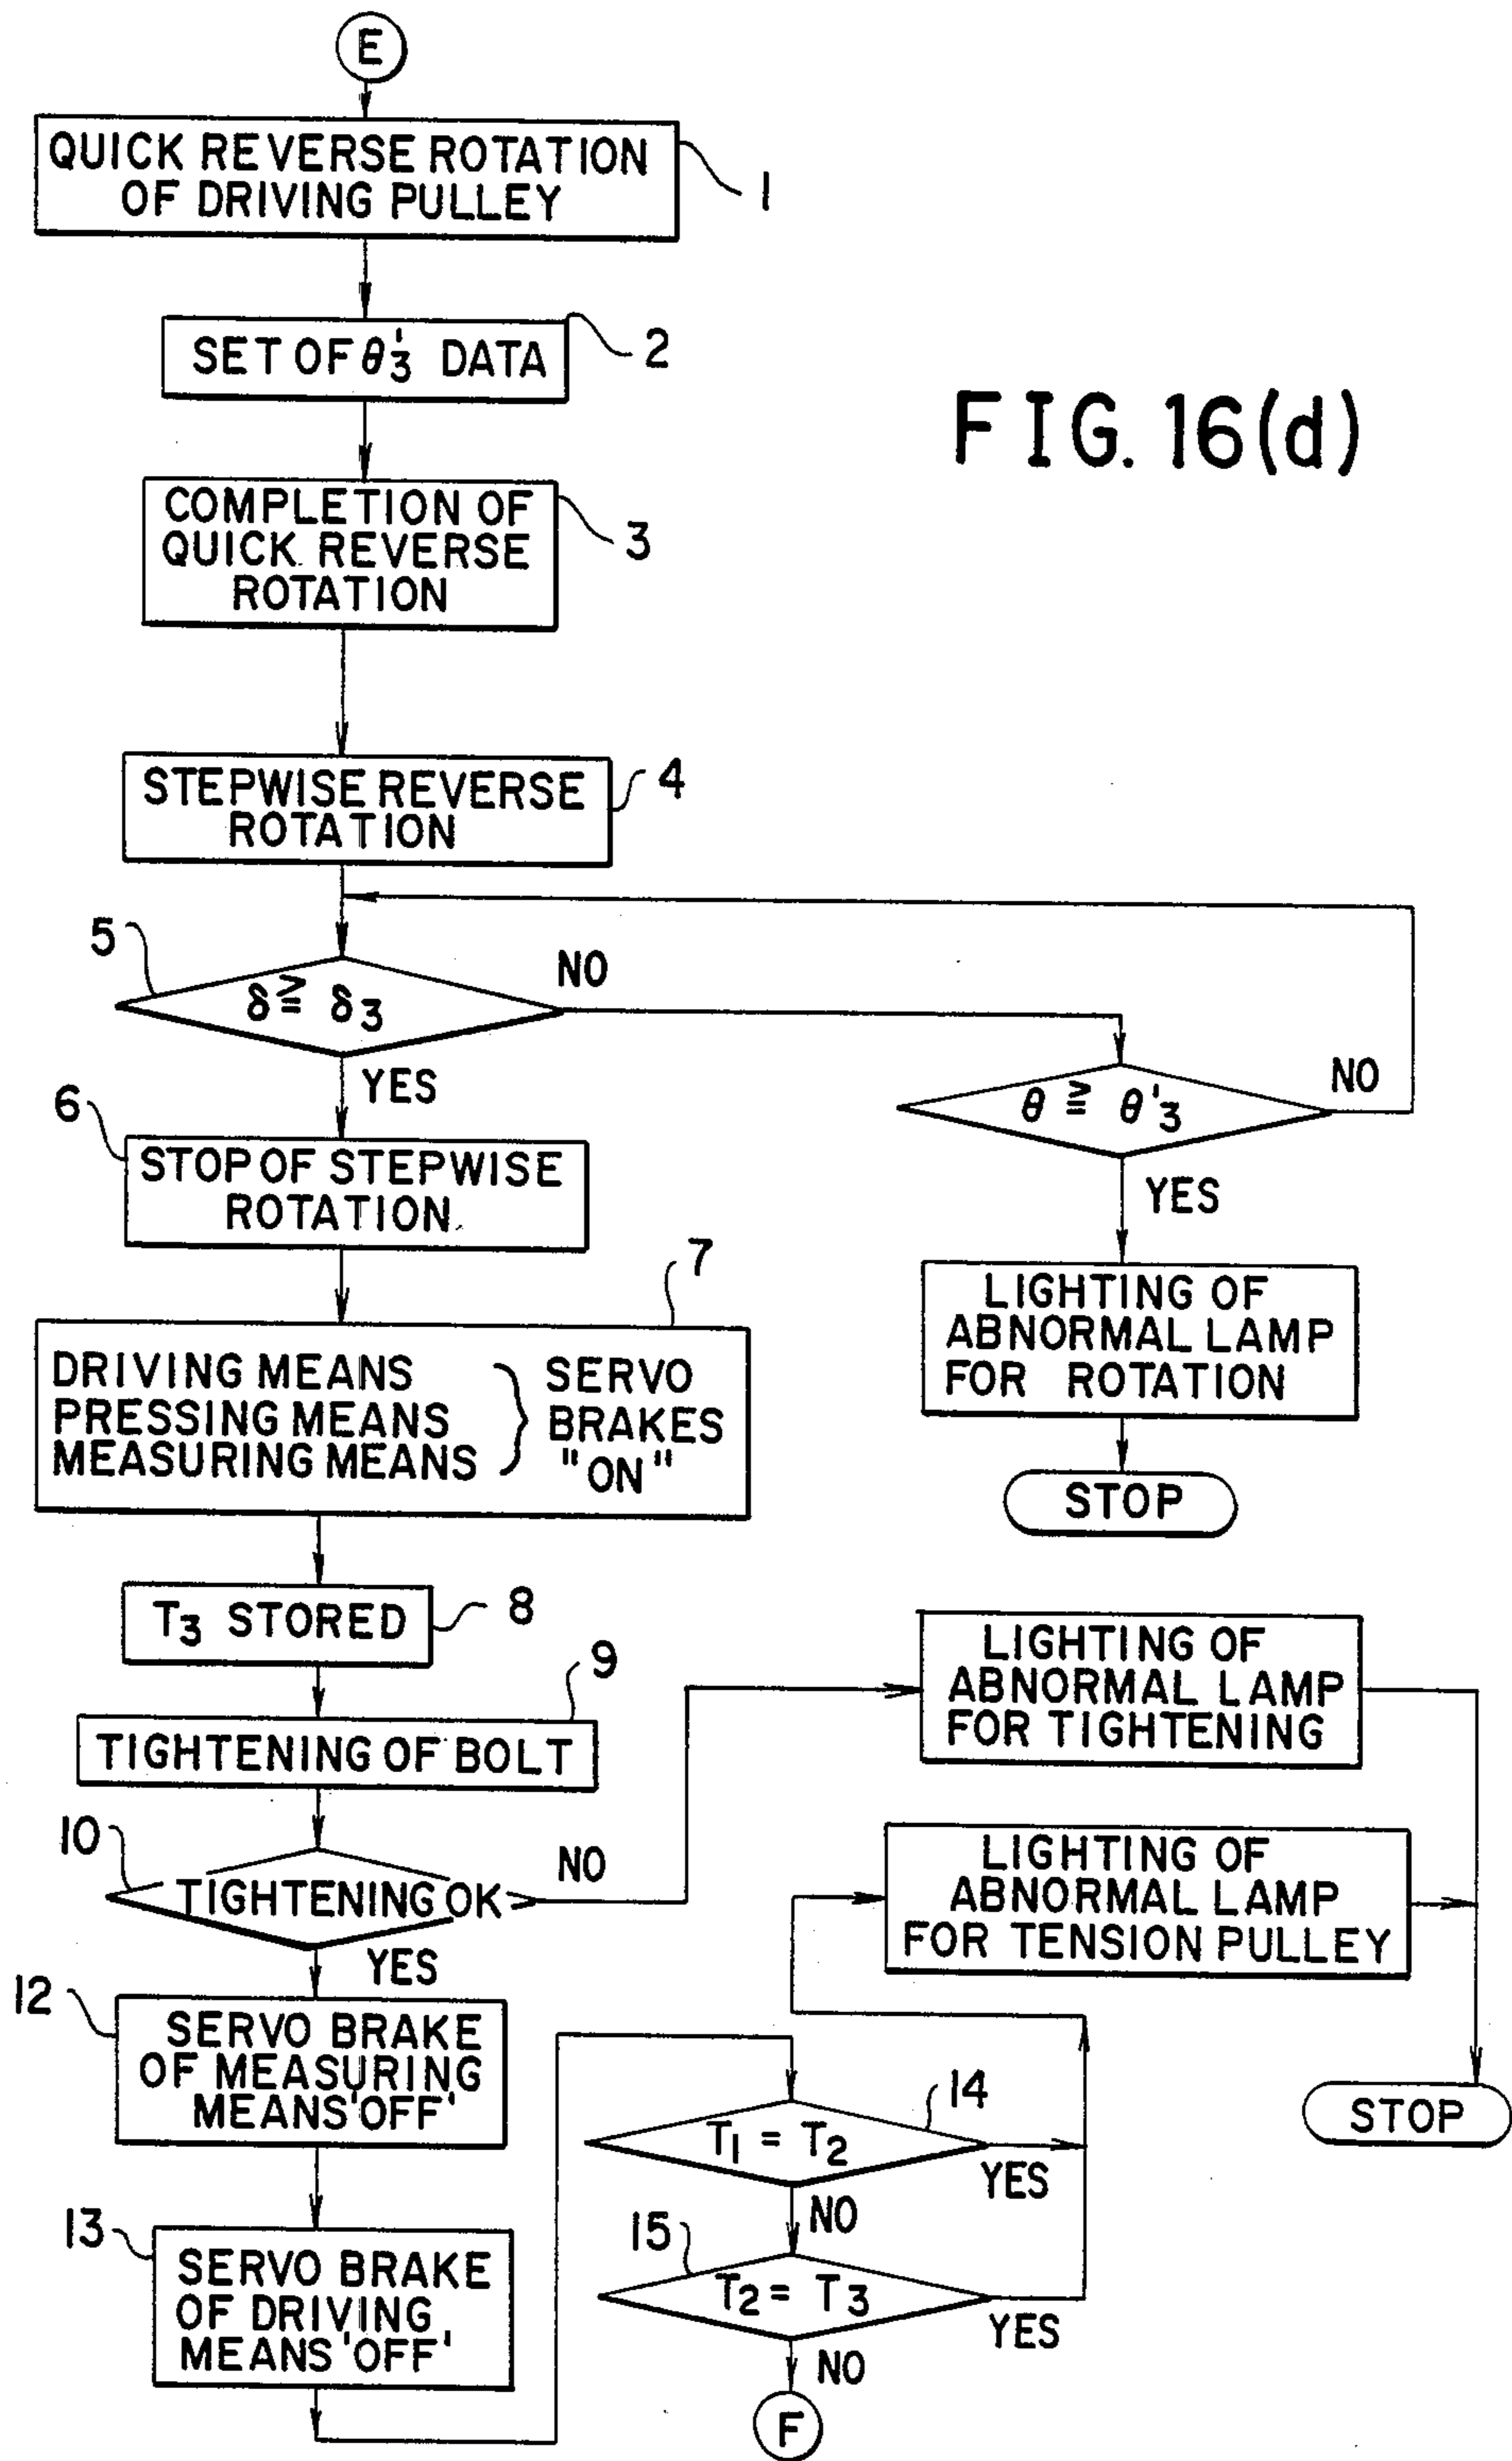 E
QUICK REVERSE ROTATION
OF DRIVING PULLEY
1
SET OF θ'3 DATA
2
FIG. 16(d)
COMPLETION OF
QUICK REVERSE
ROTATION
3
STEPWISE REVERSE
ROTATION
4
5
δ ≧ δ3
NO
YES
θ ≧ θ'3
NO
YES
6
STOP OF STEPWISE
ROTATION
LIGHTING OF
ABNORMAL LAMP
FOR ROTATION
STOP
7
DRIVING MEANS
PRESSING MEANS
MEASURING MEANS
} SERVO
BRAKES
"ON"
T3 STORED
8
9
TIGHTENING OF BOLT
LIGHTING OF
ABNORMAL LAMP
FOR TIGHTENING
10
TIGHTENING OK
NO
YES
LIGHTING OF
ABNORMAL LAMP
FOR TENSION PULLEY
STOP
12
SERVO BRAKE
OF MEASURING
MEANS 'OFF'
13
SERVO BRAKE
OF DRIVING
MEANS 'OFF'
14
T1 = T2
YES
NO
15
T2 = T3
YES
NO
F